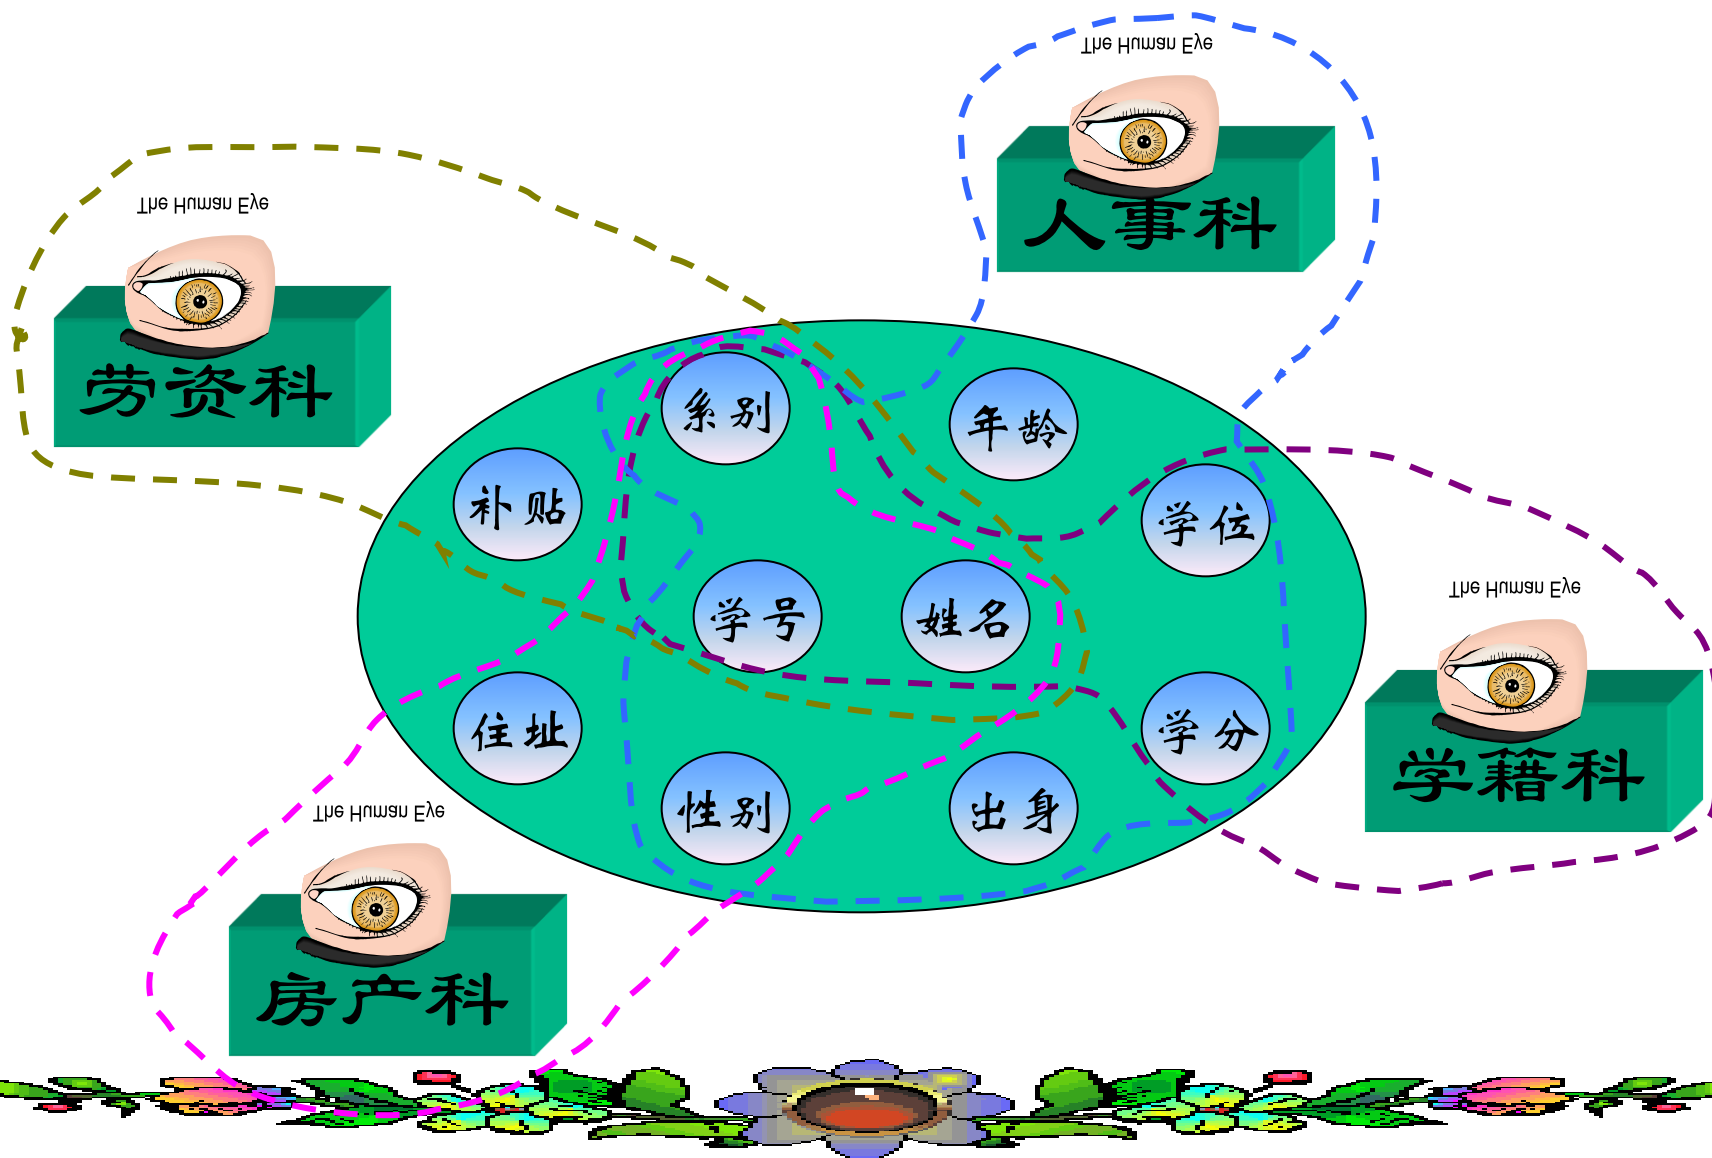 The Human Eye
人事科
The Human Eye
劳资科
系别
年龄
补贴
学位
学号
姓名
The Human Eye
学籍科
住址
学分
性别
出身
The Human Eye
房产科